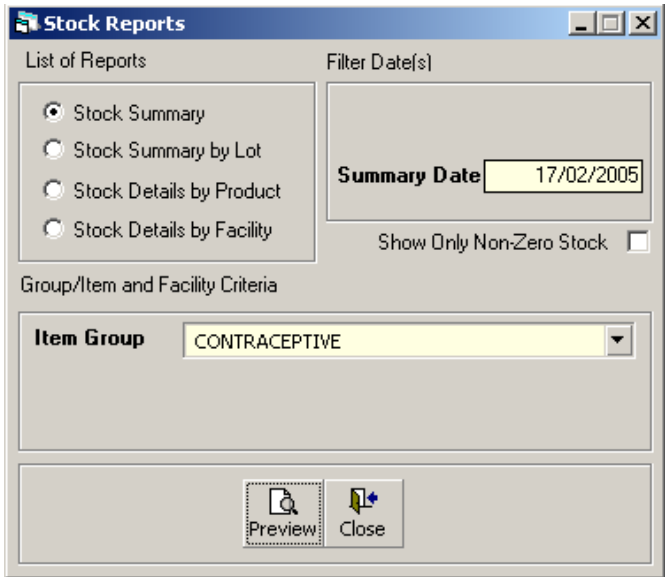 Stock Reports
List of Reports
Filter Date(s)
Stock Summary
Stock Summary by Lot
Stock Details by Product
Stock Details by Facility
Summary Date 17/02/2005
Show Only Non-Zero Stock
Group/Item and Facility Criteria
Item Group CONTRACEPTIVE
Preview Close